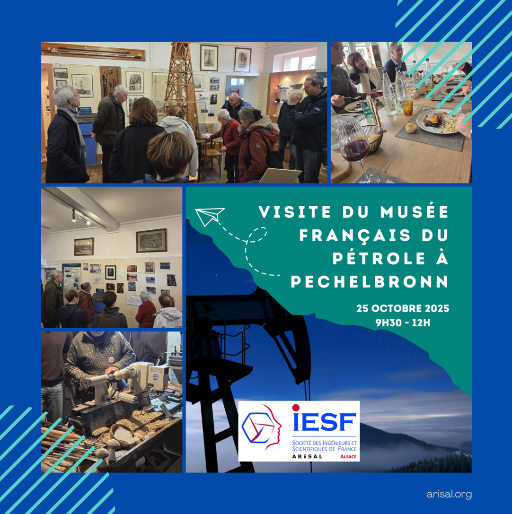 VISITE DU MUSÉE
FRANÇAIS DU
PÉTROLE À
PECHELBRONN
25 OCTOBRE 2025
9H30 - 12H
iESF
SOCIÉTÉ DES INGÉNIEURS ET
SCIENTIFIQUES DE FRANCE
ARISAL ALSACE
arisal.org